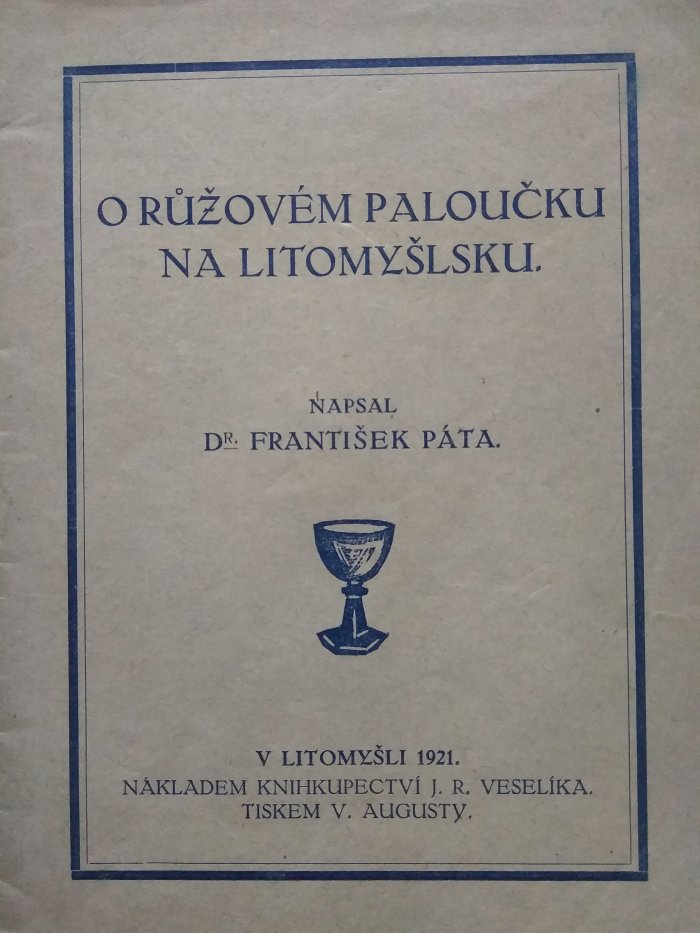 O RŮŽOVÉM PALOUČKU
NA LITOMYŠLSKU.
NAPSAL
DR. FRANTIŠEK PÁTA.
V LITOMYŠLI 1921.
NÁKLADEM KNIHKUPECTVÍ J. R. VESELÍKA.
TISKEM V. AUGUSTY.